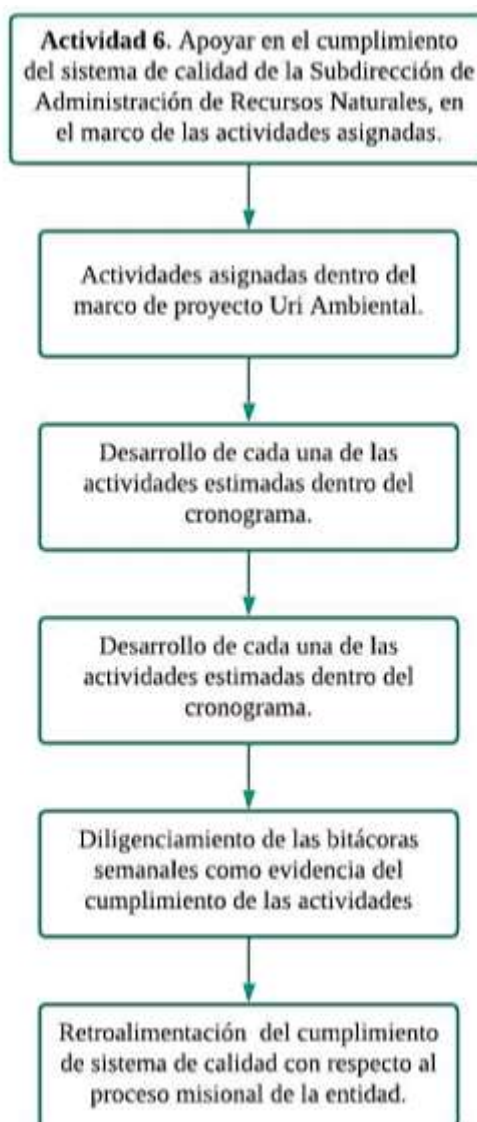 Actividad 6. Apoyar en el cumplimiento
del sistema de calidad de la Subdirección de
Administración de Recursos Naturales, en
el marco de las actividades asignadas.
Actividades asignadas dentro del
marco de proyecto Uri Ambiental.
Desarrollo de cada una de las
actividades estimadas dentro del
cronograma.
Desarrollo de cada una de las
actividades estimadas dentro del
cronograma.
Diligenciamiento de las bitácoras
semanales como evidencia del
cumplimiento de las actividades
Retroalimentación del cumplimiento
de sistema de calidad con respecto al
proceso misional de la entidad.